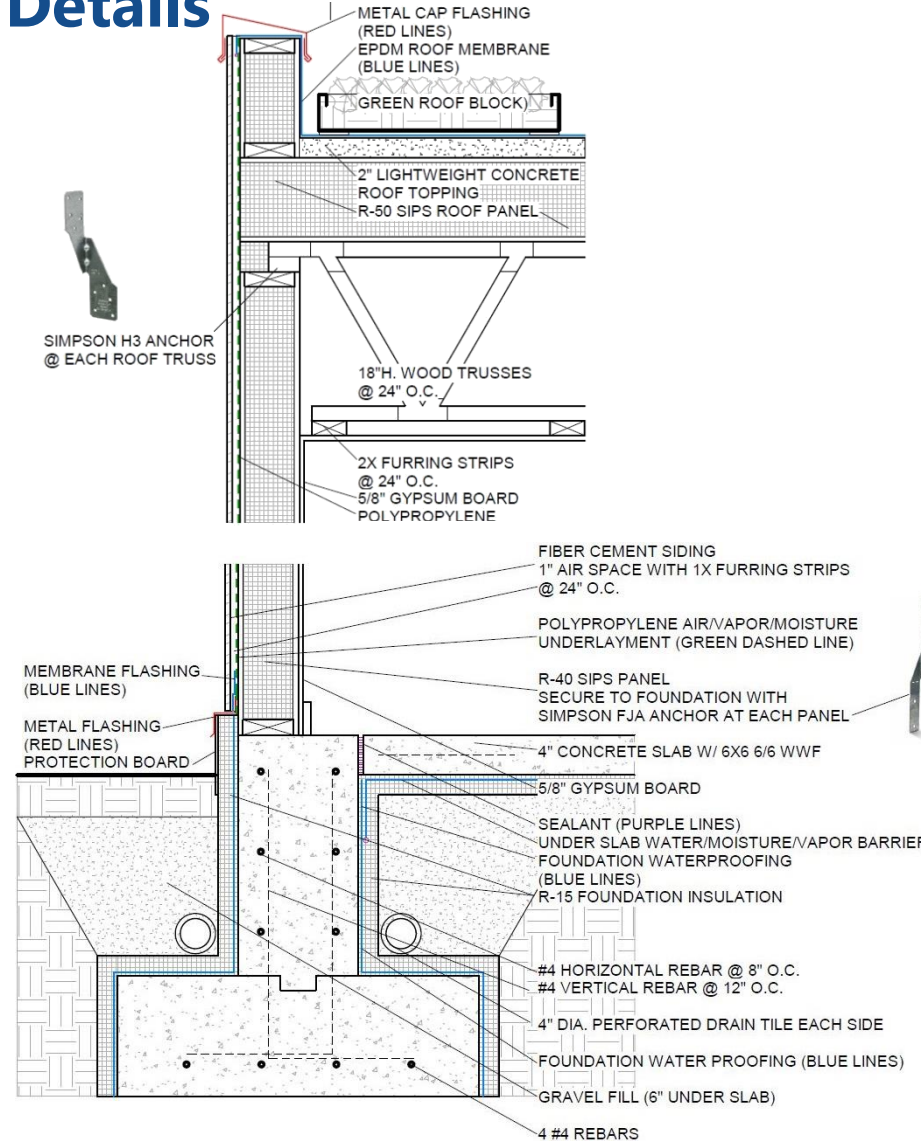 Details
METAL CAP FLASHING
(RED LINES)
EPDM ROOF MEMBRANE
(BLUE LINES)
GREEN ROOF BLOCK)
2" LIGHTWEIGHT CONCRETE
ROOF TOPPING
R-50 SIPS ROOF PANEL
SIMPSON H3 ANCHOR
@ EACH ROOF TRUSS
18"H. WOOD TRUSSES
@ 24" O.C.
2X FURRING STRIPS
@ 24" O.C.
5/8" GYPSUM BOARD
POLYPROPYLENE
FIBER CEMENT SIDING
1" AIR SPACE WITH 1X FURRING STRIPS
@ 24" O.C.
POLYPROPYLENE AIR/VAPOR/MOISTURE
UNDERLAYMENT (GREEN DASHED LINE)
MEMBRANE FLASHING
(BLUE LINES)
R-40 SIPS PANEL
SECURE TO FOUNDATION WITH
SIMPSON FJA ANCHOR AT EACH PANEL
METAL FLASHING
(RED LINES)
PROTECTION BOARD
4" CONCRETE SLAB W/ 6X6 6/6 WWF
5/8" GYPSUM BOARD
SEALANT (PURPLE LINES)
UNDER SLAB WATER/MOISTURE/VAPOR BARRIER
FOUNDATION WATERPROOFING
(BLUE LINES)
R-15 FOUNDATION INSULATION
#4 HORIZONTAL REBAR @ 8" O.C.
#4 VERTICAL REBAR @ 12" O.C.
4" DIA. PERFORATED DRAIN TILE EACH SIDE
FOUNDATION WATER PROOFING (BLUE LINES)
GRAVEL FILL (6" UNDER SLAB)
4 #4 REBARS